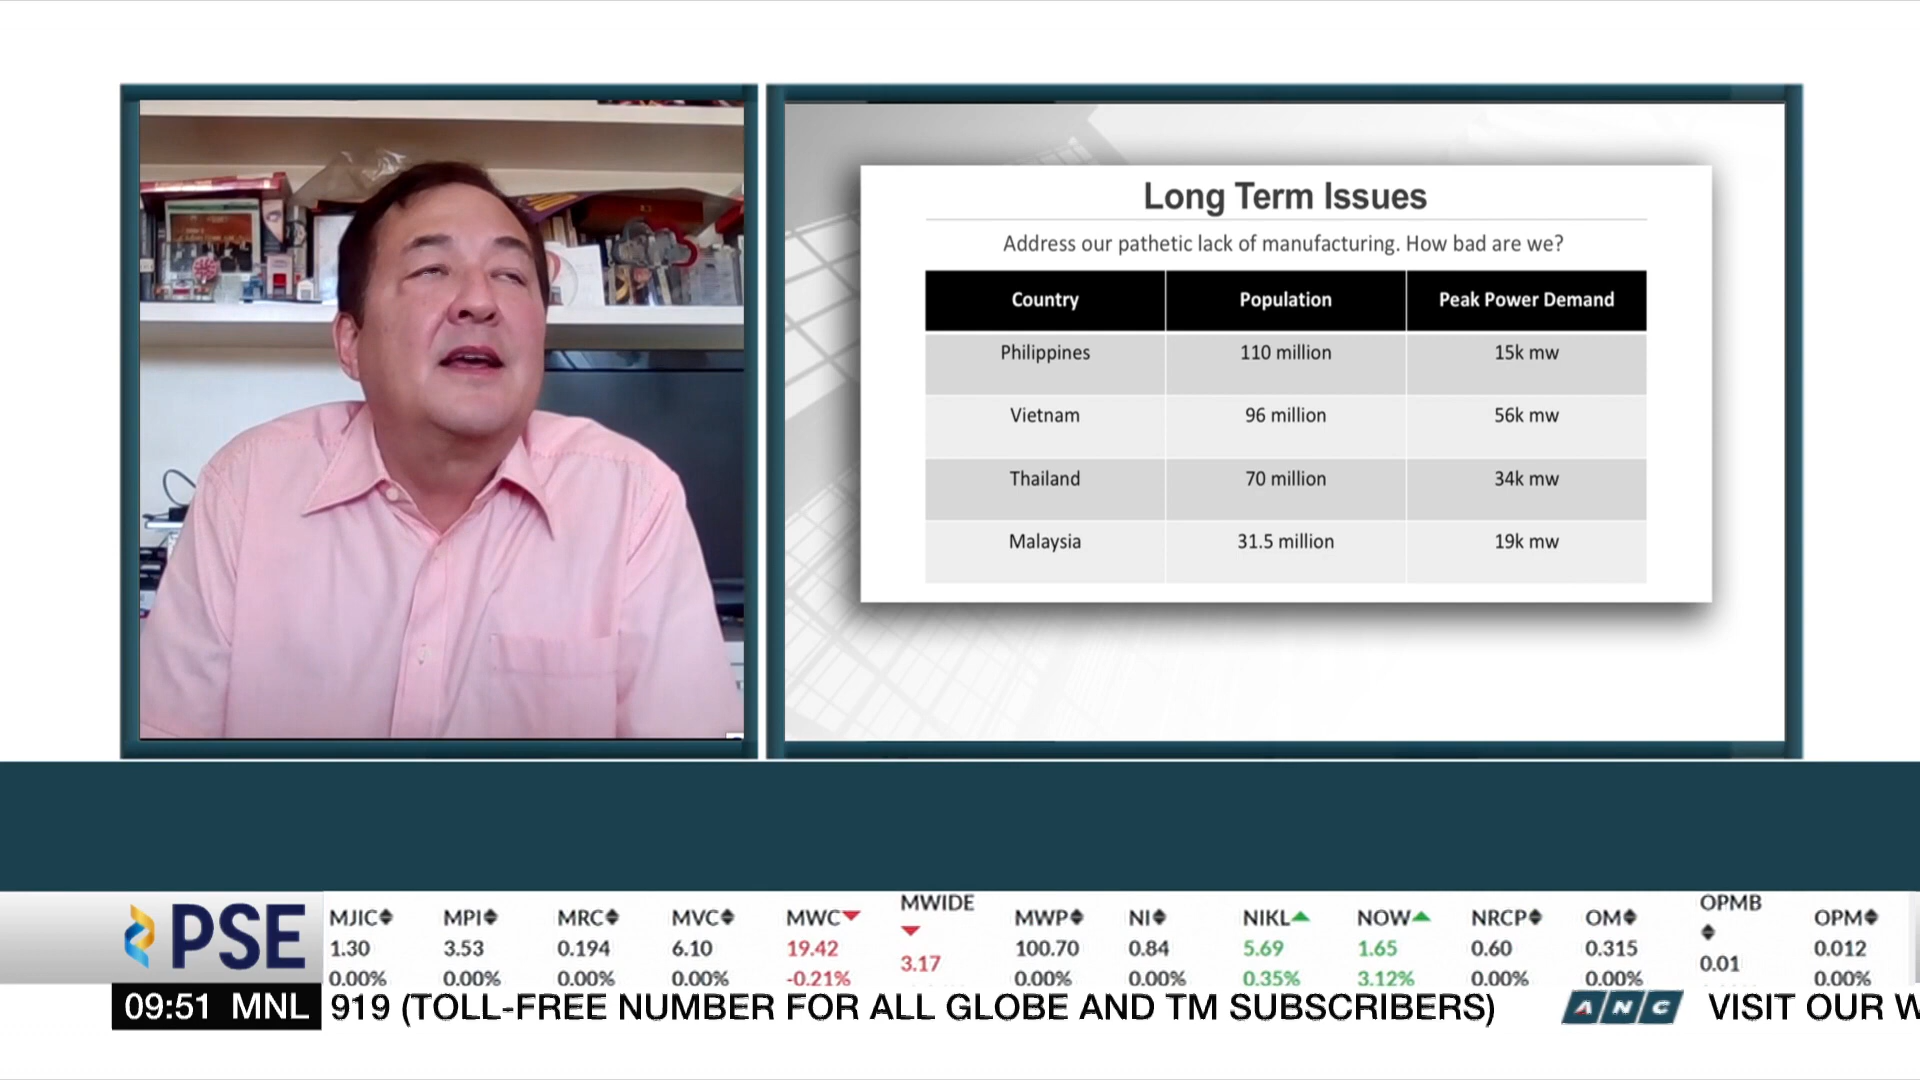 Long Term Issues
Address our pathetic lack of manufacturing. How bad are we?
Country Population Peak Power Demand
Philippines 110 million 15k mw
Vietnam 96 million 56k mw
Thailand 70 million 34k mw
Malaysia 31.5 million 19k mw
PSE
MJIC MPI MRC MVC MWC MWIDE MWP NI NIKL NOW NRCP OM OPMB OPM
1.30 3.53 0.194 6.10 19.42 3.17 100.70 0.84 5.69 1.65 0.60 0.315 0.01 0.012
0.00% 0.00% 0.00% 0.00% -0.21% 0.00% 0.00% 0.35% 3.12% 0.00% 0.00% 0.00%
09:51 MNL 919 (TOLL-FREE NUMBER FOR ALL GLOBE AND TM SUBSCRIBERS) ANC VISIT OUR W